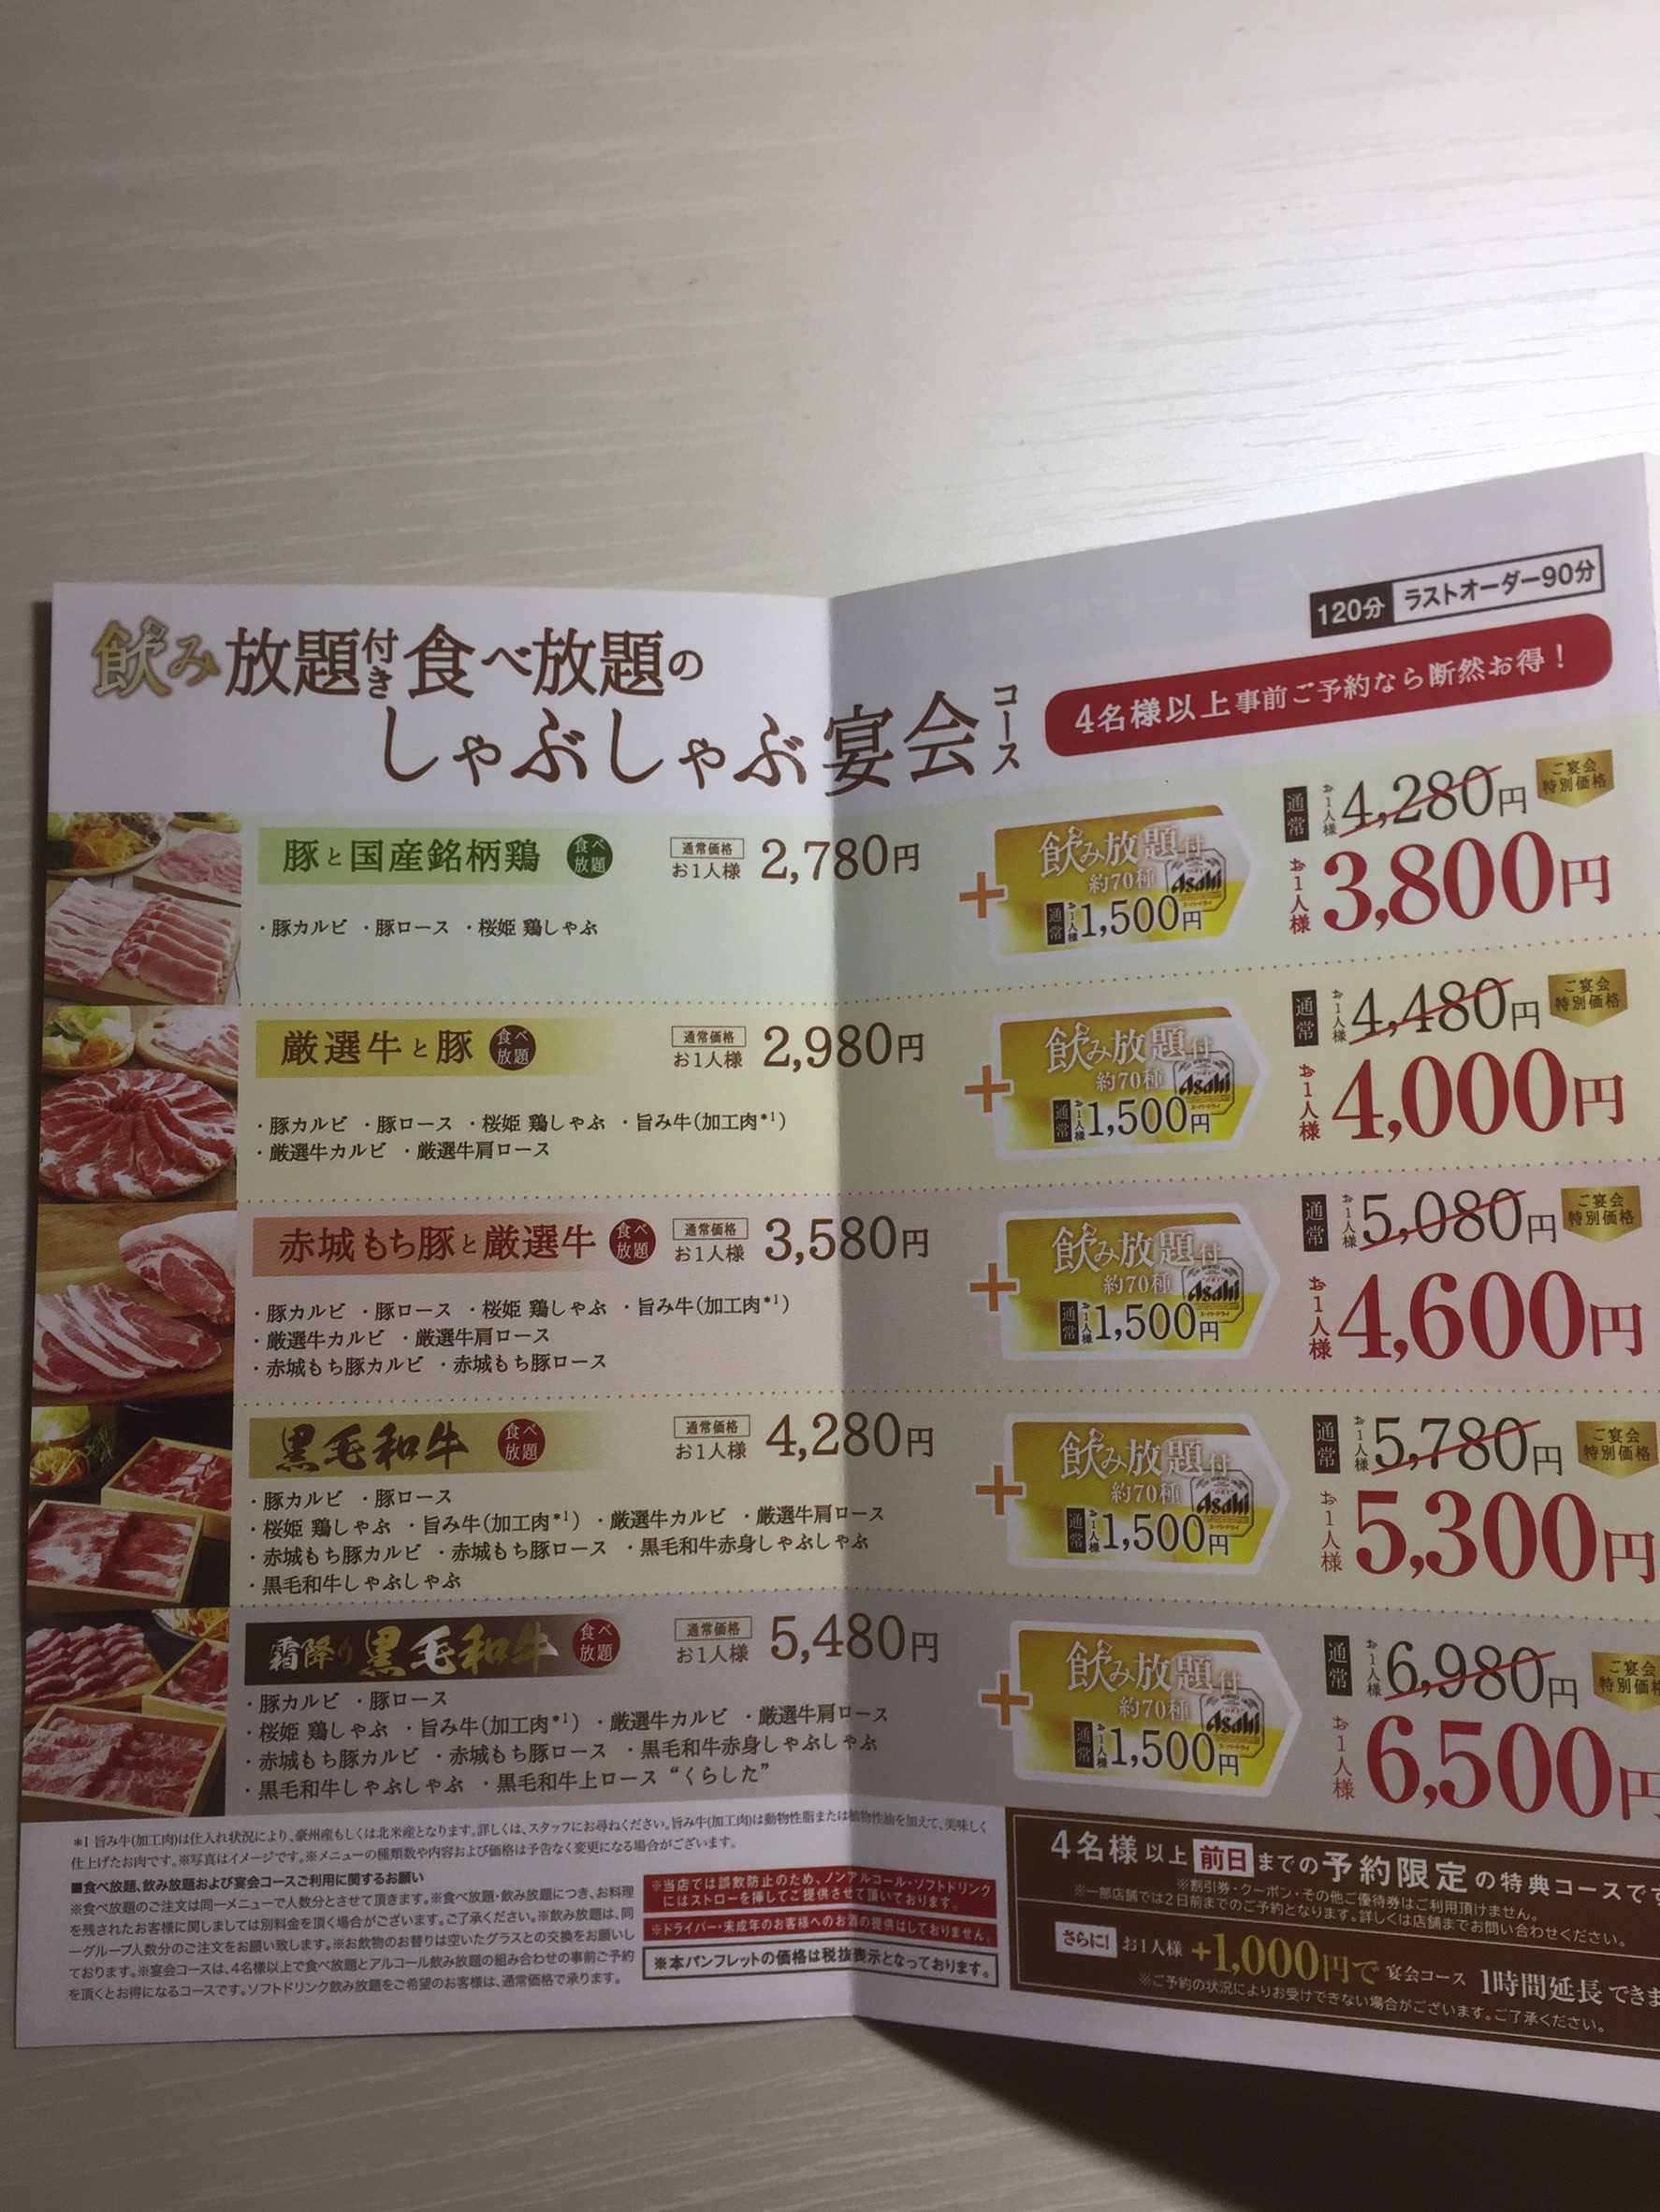 120分 ラストオーダー90分
飲み放題付き食べ放題の
しゃぶしゃぶ宴会コース
4名様以上事前ご予約なら断然お得！
豚と国産銘柄鶏 食べ放題 通常価格 お1人様 2,780円
・豚カルビ ・豚ロース ・桜姫 鶏しゃぶ
+ 飲み放題付 約70種 Asahi 通常 お1人様 1,500円
通常 お1人様 4,280円 ご宴会特別価格
お1人様 3,800円
厳選牛と豚 食べ放題 通常価格 お1人様 2,980円
・豚カルビ ・豚ロース ・桜姫 鶏しゃぶ ・旨み牛(加工肉*1)
・厳選牛カルビ ・厳選牛肩ロース
+ 飲み放題付 約70種 Asahi 通常 お1人様 1,500円
通常 お1人様 4,480円 ご宴会特別価格
お1人様 4,000円
赤城もち豚と厳選牛 食べ放題 通常価格 お1人様 3,580円
・豚カルビ ・豚ロース ・桜姫 鶏しゃぶ ・旨み牛(加工肉*1)
・厳選牛カルビ ・厳選牛肩ロース
・赤城もち豚カルビ ・赤城もち豚ロース
+ 飲み放題付 約70種 Asahi 通常 お1人様 1,500円
通常 お1人様 5,080円 ご宴会特別価格
お1人様 4,600円
黒毛和牛 食べ放題 通常価格 お1人様 4,280円
・豚カルビ ・豚ロース
・桜姫 鶏しゃぶ ・旨み牛(加工肉*1) ・厳選牛カルビ ・厳選牛肩ロース
・赤城もち豚カルビ ・赤城もち豚ロース ・黒毛和牛赤身しゃぶしゃぶ
・黒毛和牛しゃぶしゃぶ
+ 飲み放題付 約70種 Asahi 通常 お1人様 1,500円
通常 お1人様 5,780円 ご宴会特別価格
お1人様 5,300円
霜降り黒毛和牛 食べ放題 通常価格 お1人様 5,480円
・豚カルビ ・豚ロース
・桜姫 鶏しゃぶ ・旨み牛(加工肉*1) ・厳選牛カルビ ・厳選牛肩ロース
・赤城もち豚カルビ ・赤城もち豚ロース ・黒毛和牛赤身しゃぶしゃぶ
・黒毛和牛しゃぶしゃぶ ・黒毛和牛上ロース “くらした”
+ 飲み放題付 約70種 Asahi 通常 お1人様 1,500円
通常 お1人様 6,980円 ご宴会特別価格
お1人様 6,500円
*1 旨み牛(加工肉)は仕入れ状況により、豪州産もしくは北米産となります。詳しくは、スタッフにお尋ねください。旨み牛(加工肉)は動物性脂または植物性油を加えて、美味しく
仕上げたお肉です。※写真はイメージです。※メニューの種類数や内容および価格は予告なく変更になる場合がございます。
■食べ放題、飲み放題および宴会コースご利用に関するお願い
※食べ放題のご注文は同一メニューで人数分とさせて頂きます。※食べ放題・飲み放題につき、お料理
を残されたお客様に関しましては別料金を頂く場合がございます。ご了承ください。※飲み放題は、同
一グループ人数分のご注文をお願い致します。※お飲物のお替りは空いたグラスとの交換をお願いし
ております。※宴会コースは、4名様以上で食べ放題とアルコール飲み放題の組み合わせの事前ご予約
を頂くとお得になるコースです。ソフトドリンク飲み放題をご希望のお客様は、通常価格で承ります。
※当店では誤飲防止のため、ノンアルコール・ソフトドリンク
にはストローを挿してご提供させて頂いております。
※ドライバー・未成年のお客様へのお酒の提供はしておりません。
※本パンフレットの価格は税抜表示となっております。
4名様以上前日までの予約限定の特典コースです
※割引券・クーポン・その他ご優待券はご利用頂けません。
※一部店舗では2日前までのご予約となります。詳しくは店舗までお問い合わせください。
さらに！ お1人様 +1,000円で 宴会コース 1時間延長できま
※ご予約の状況によりお受けできない場合がございます。ご了承ください。